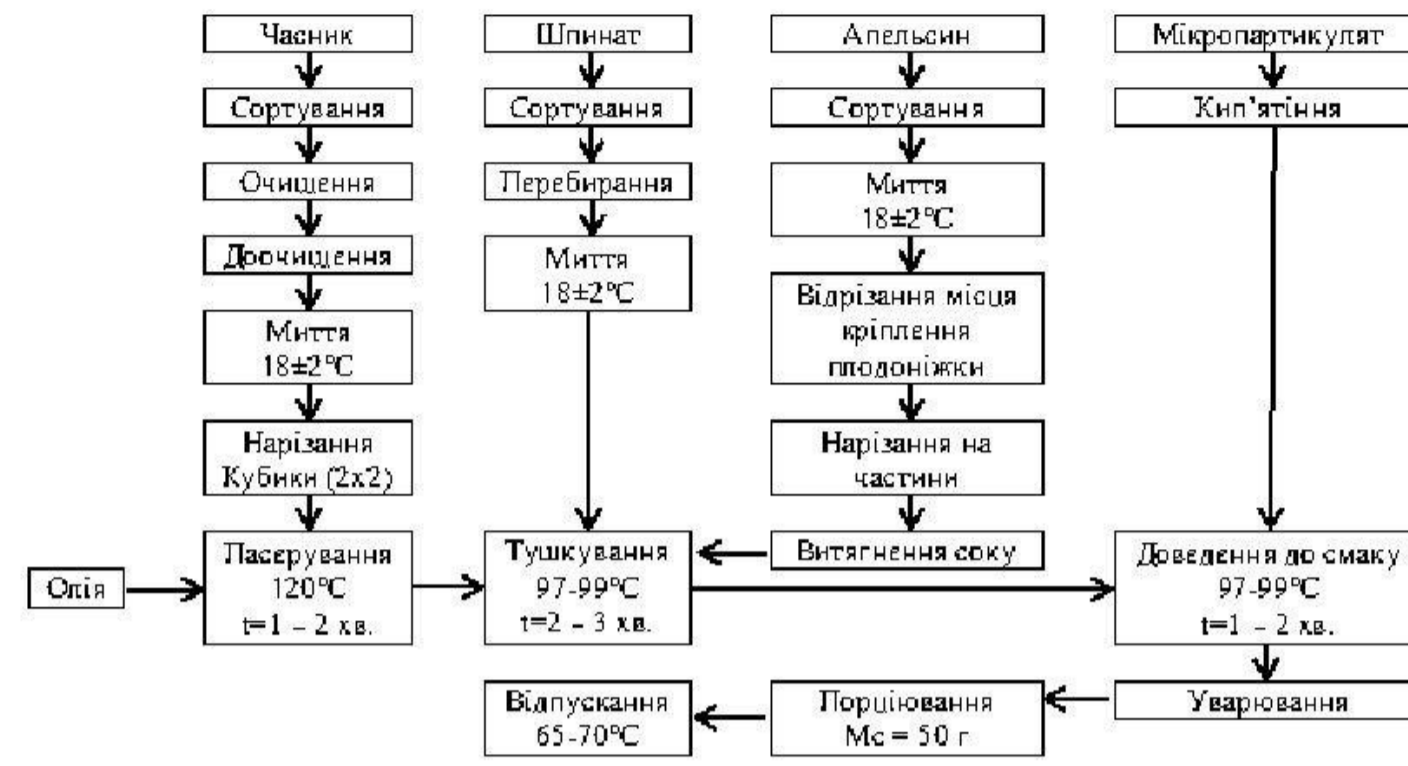 Часник
Шпинат
Апельсин
Мікропартикулят
Сортування
Сортування
Сортування
Кип'ятіння
Очищення
Перебирання
Миття
18±2°C
Доочищення
Миття
18±2°C
Відрізання місця
кріплення
плодоніжки
Миття
18±2°C
Нарізання
Кубики (2х2)
Нарізання на
частини
Олія
Пасерування
120°C
t=1 – 2 хв.
Тушкування
97-99°C
t=2 – 3 хв.
Витягнення соку
Доведення до смаку
97-99°C
t=1 – 2 хв.
Відпускання
65-70°C
Порціювання
Мс = 50 г
Уварювання